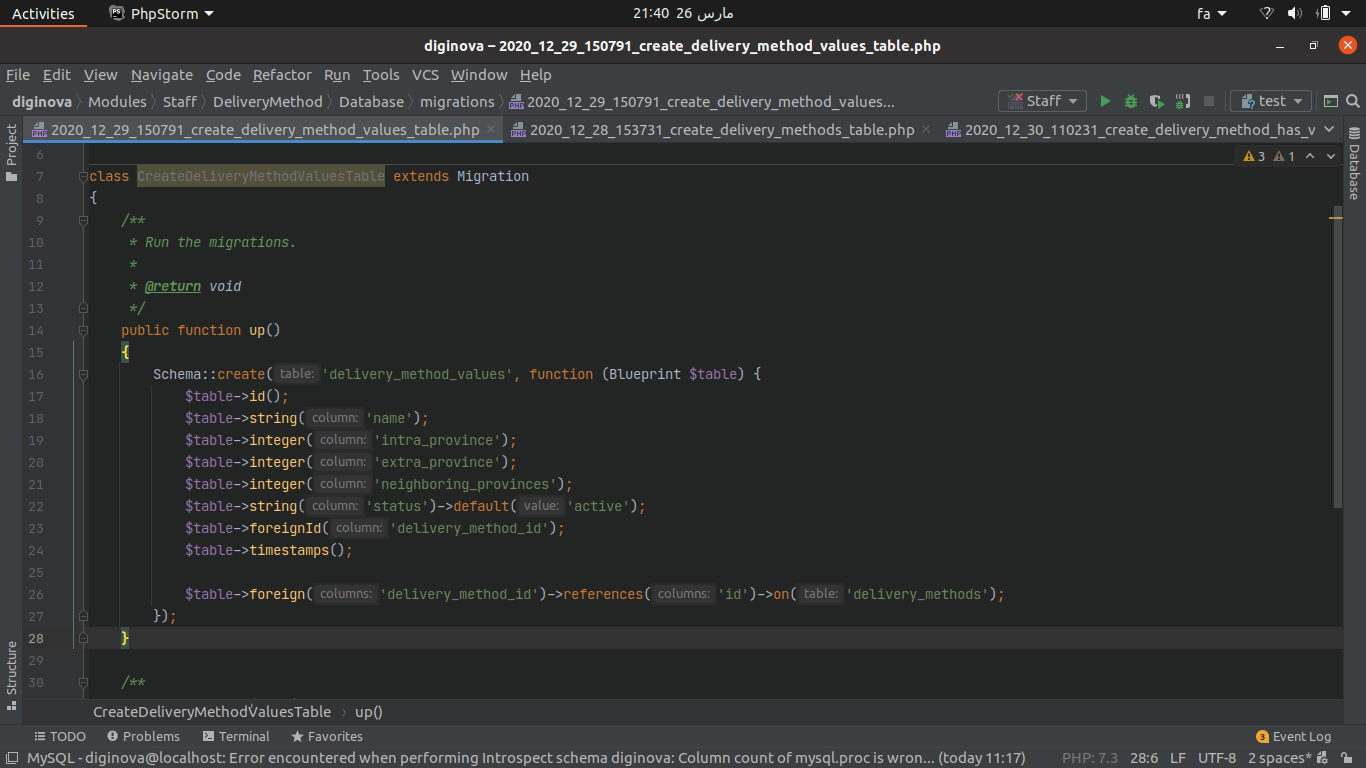 Activities PhpStorm 21:40 26 مارس fa
diginova – 2020_12_29_150791_create_delivery_method_values_table.php
File Edit View Navigate Code Refactor Run Tools VCS Window Help
diginova Modules Staff DeliveryMethod Database migrations 2020_12_29_150791_create_delivery_method_values... Staff test
2020_12_29_150791_create_delivery_method_values_table.php 2020_12_28_153731_create_delivery_methods_table.php 2020_12_30_110231_create_delivery_method_has_v
Project
Database
Structure
6 3 1
7 class CreateDeliveryMethodValuesTable extends Migration
8 {
9 /**
10 * Run the migrations.
11 *
12 * @return void
13 */
14 public function up()
15 {
16 Schema::create( table: 'delivery_method_values', function (Blueprint $table) {
17 $table->id();
18 $table->string( column: 'name');
19 $table->integer( column: 'intra_province');
20 $table->integer( column: 'extra_province');
21 $table->integer( column: 'neighboring_provinces');
22 $table->string( column: 'status')->default( value: 'active');
23 $table->foreignId( column: 'delivery_method_id');
24 $table->timestamps();
25
26 $table->foreign( columns: 'delivery_method_id')->references( columns: 'id')->on( table: 'delivery_methods');
27 });
28 }
29
30 /**
CreateDeliveryMethodValuesTable › up()
TODO Problems Terminal Favorites 3 Event Log
MySQL - diginova@localhost: Error encountered when performing Introspect schema diginova: Column count of mysql.proc is wron... (today 11:17) PHP: 7.3 28:6 LF UTF-8 2 spaces*